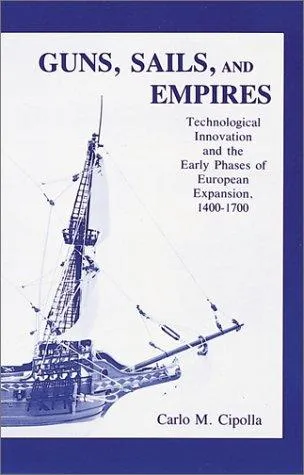 GUNS, SAILS, AND
EMPIRES
Technological
Innovation
and the
Early Phases of
European
Expansion,
1400-1700
Carlo M. Cipolla